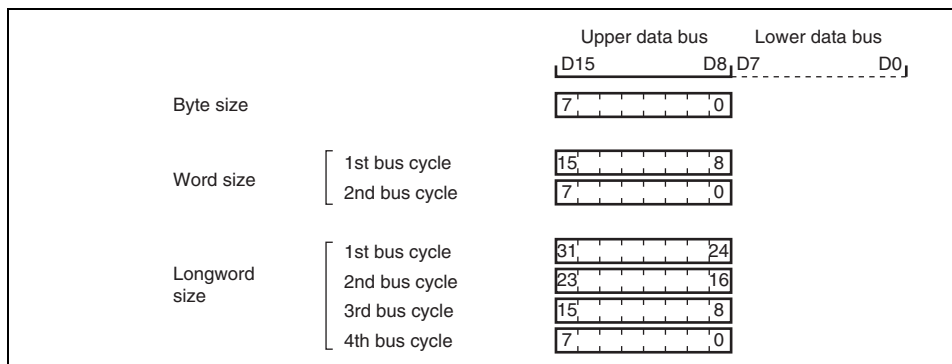 Upper data bus Lower data bus
D15 D8 D7 D0
Byte size 7 0
Word size 1st bus cycle 15 8
2nd bus cycle 7 0
Longword size 1st bus cycle 31 24
2nd bus cycle 23 16
3rd bus cycle 15 8
4th bus cycle 7 0